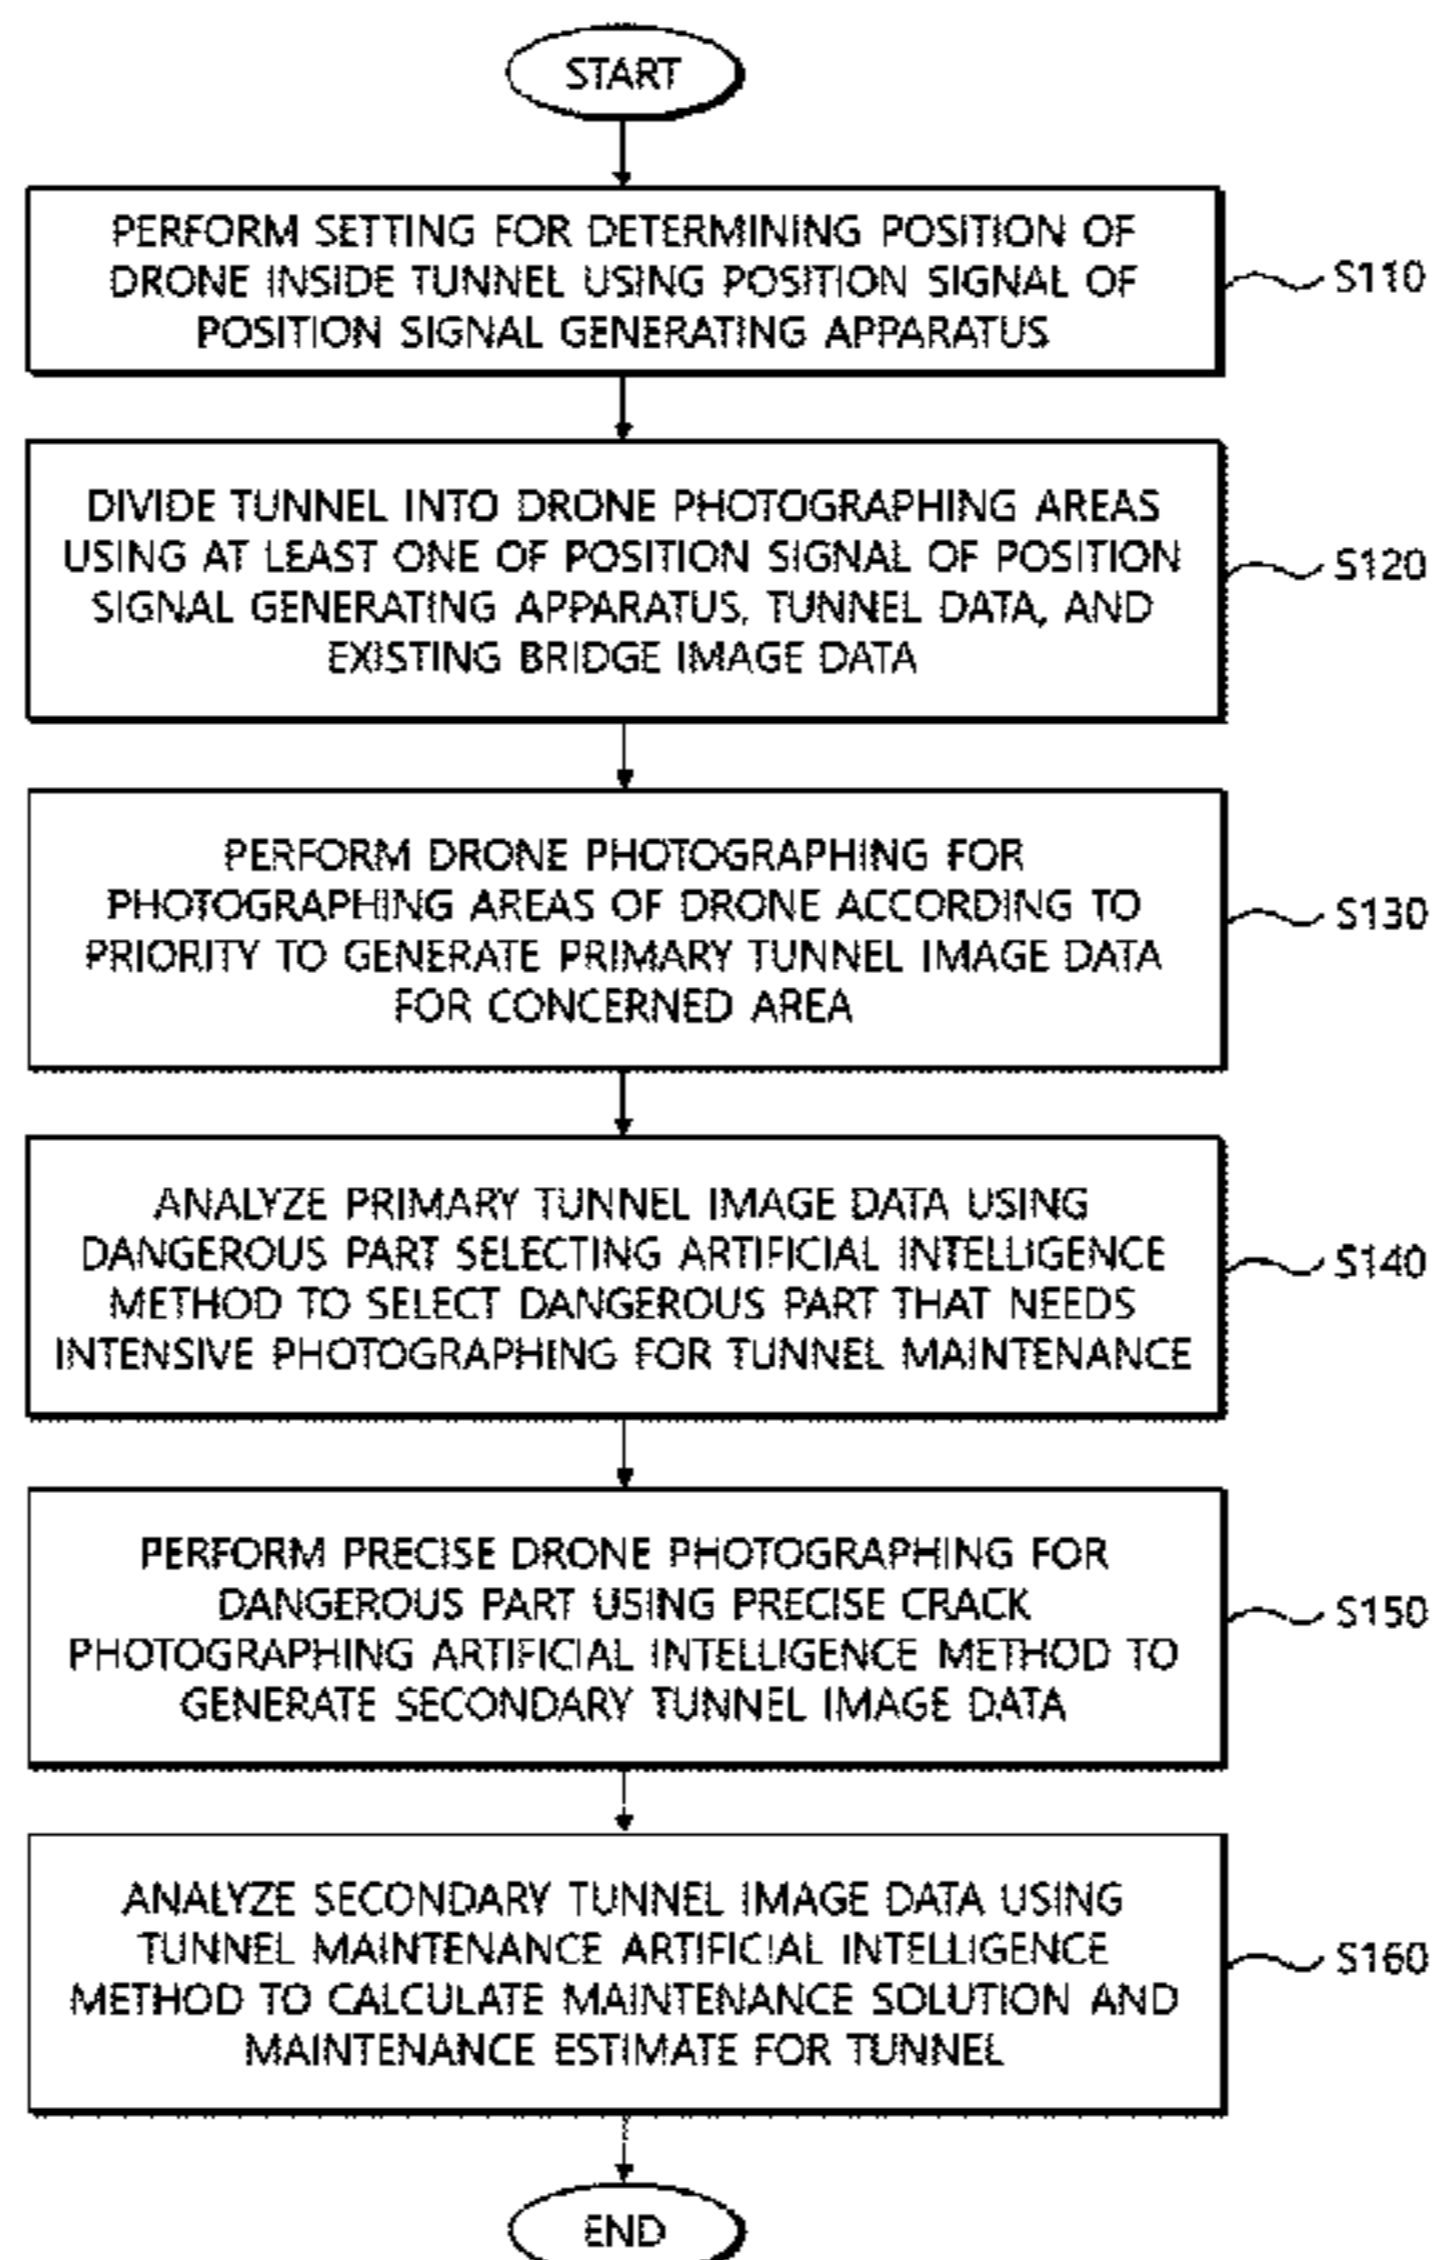 START
PERFORM SETTING FOR DETERMINING POSITION OF
DRONE INSIDE TUNNEL USING POSITION SIGNAL OF
POSITION SIGNAL GENERATING APPARATUS
S110
DIVIDE TUNNEL INTO DRONE PHOTOGRAPHING AREAS
USING AT LEAST ONE OF POSITION SIGNAL OF POSITION
SIGNAL GENERATING APPARATUS, TUNNEL DATA, AND
EXISTING BRIDGE IMAGE DATA
S120
PERFORM DRONE PHOTOGRAPHING FOR
PHOTOGRAPHING AREAS OF DRONE ACCORDING TO
PRIORITY TO GENERATE PRIMARY TUNNEL IMAGE DATA
FOR CONCERNED AREA
S130
ANALYZE PRIMARY TUNNEL IMAGE DATA USING
DANGEROUS PART SELECTING ARTIFICIAL INTELLIGENCE
METHOD TO SELECT DANGEROUS PART THAT NEEDS
INTENSIVE PHOTOGRAPHING FOR TUNNEL MAINTENANCE
S140
PERFORM PRECISE DRONE PHOTOGRAPHING FOR
DANGEROUS PART USING PRECISE CRACK
PHOTOGRAPHING ARTIFICIAL INTELLIGENCE METHOD TO
GENERATE SECONDARY TUNNEL IMAGE DATA
S150
ANALYZE SECONDARY TUNNEL IMAGE DATA USING
TUNNEL MAINTENANCE ARTIFICIAL INTELLIGENCE
METHOD TO CALCULATE MAINTENANCE SOLUTION AND
MAINTENANCE ESTIMATE FOR TUNNEL
S160
END